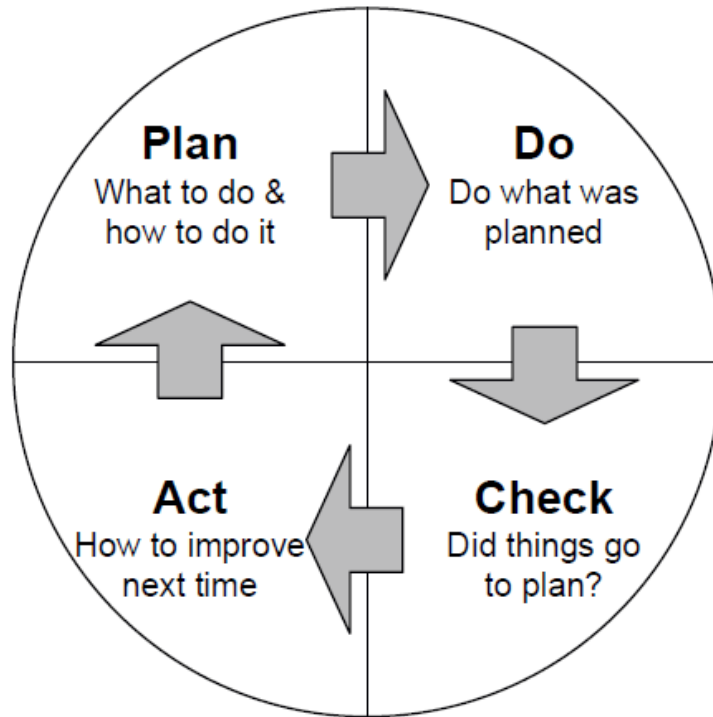 Plan
What to do &
how to do it
Do
Do what was
planned
Act
How to improve
next time
Check
Did things go
to plan?